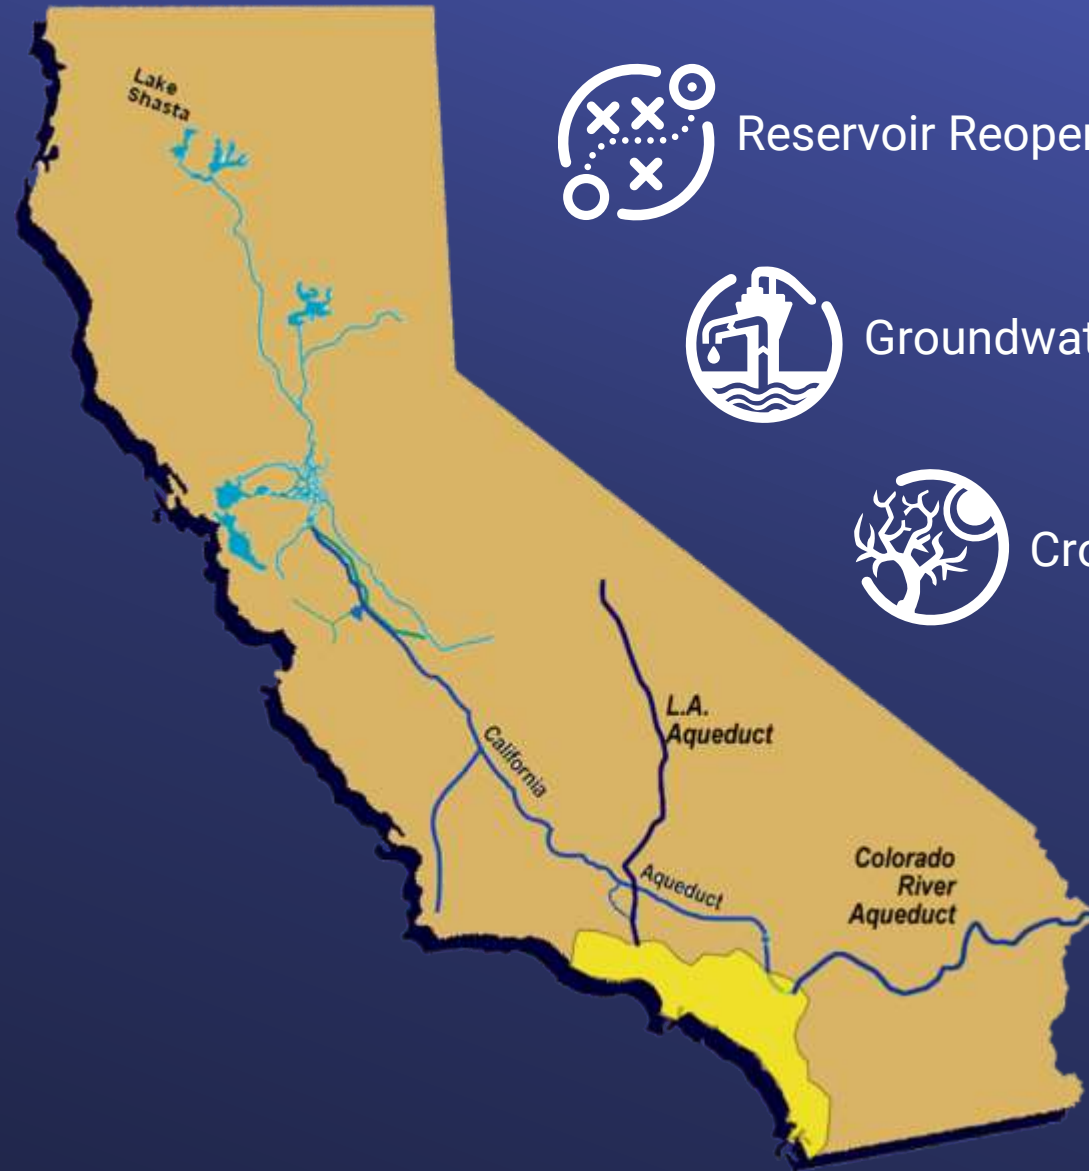 Lake
Shasta
Reservoir Reoper
Groundwat
Cro
L.A.
Aqueduct
California
Aqueduct
Colorado
River
Aqueduct